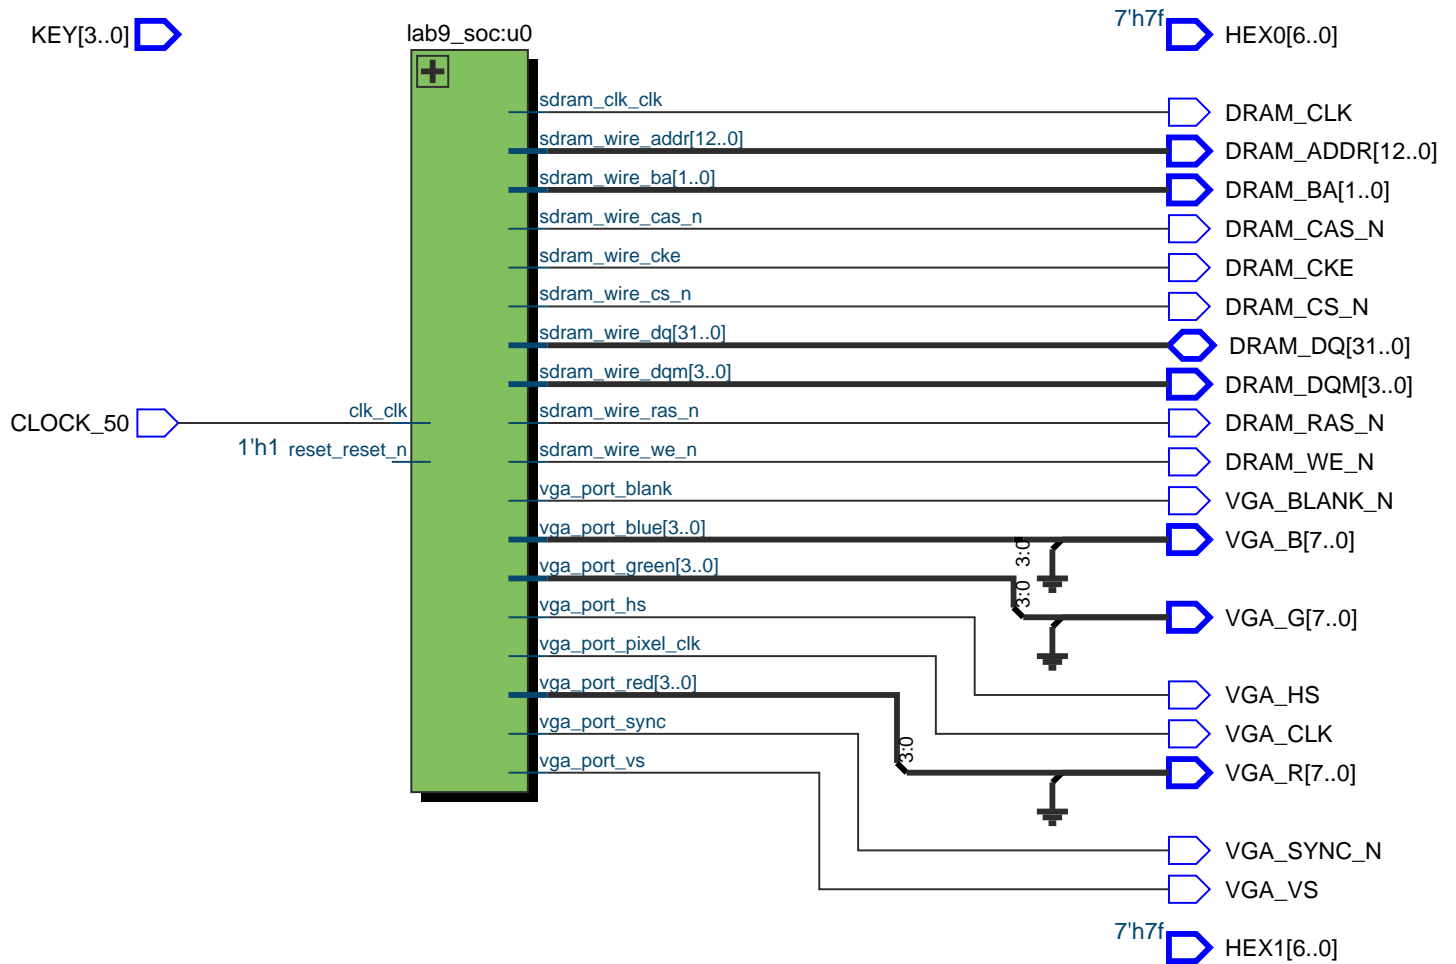 KEY[3..0]
7'h7f
HEX0[6..0]
lab9_soc:u0
sdram_clk_clk
DRAM_CLK
sdram_wire_addr[12..0]
DRAM_ADDR[12..0]
sdram_wire_ba[1..0]
DRAM_BA[1..0]
sdram_wire_cas_n
DRAM_CAS_N
sdram_wire_cke
DRAM_CKE
sdram_wire_cs_n
DRAM_CS_N
sdram_wire_dq[31..0]
DRAM_DQ[31..0]
sdram_wire_dqm[3..0]
DRAM_DQM[3..0]
CLOCK_50
clk_clk
sdram_wire_ras_n
DRAM_RAS_N
1'h1 reset_reset_n
sdram_wire_we_n
DRAM_WE_N
vga_port_blank
VGA_BLANK_N
vga_port_blue[3..0]
3:0
VGA_B[7..0]
vga_port_green[3..0]
3:0
vga_port_hs
VGA_G[7..0]
vga_port_pixel_clk
vga_port_red[3..0]
VGA_HS
vga_port_sync
3:0
VGA_CLK
vga_port_vs
VGA_R[7..0]
VGA_SYNC_N
VGA_VS
7'h7f
HEX1[6..0]